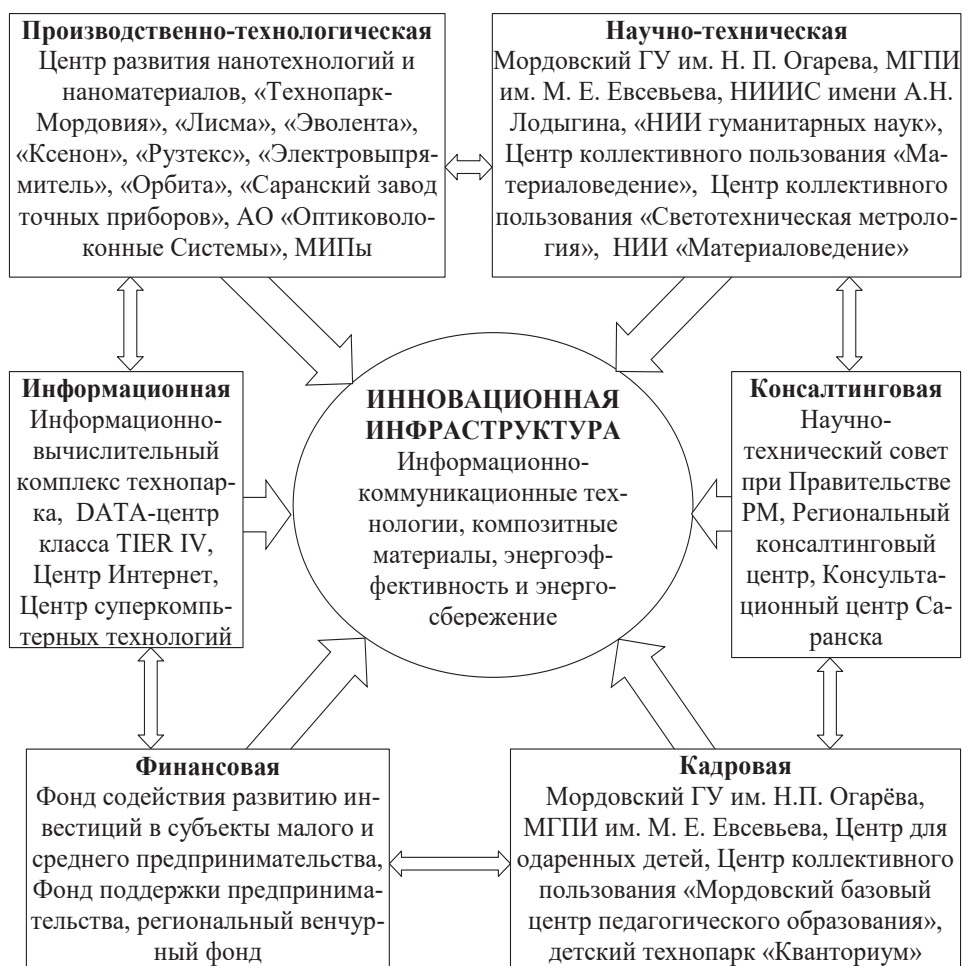 Производственно-технологическая
Центр развития нанотехнологий и
наноматериалов, «Технопарк-
Мордовия», «Лисма», «Эволента»,
«Ксенон», «Рузтекс», «Электровыпря-
митель», «Орбита», «Саранский завод
точных приборов», АО «Оптиковоло-
конные Системы», МИПы
Научно-техническая
Мордовский ГУ им. Н. П. Огарева, МГПИ
им. М. Е. Евсевьева, НИИИС имени А.Н.
Лодыгина, «НИИ гуманитарных наук»,
Центр коллективного пользования «Ма-
териаловедение», Центр коллективного
пользования «Светотехническая метроло-
гия», НИИ «Материаловедение»
Информационная
Информационно-
вычислительный
комплекс технопар-
ка, DATA-центр
класса TIER IV,
Центр Интернет,
Центр суперкомпь-
терных технологий
ИННОВАЦИОННАЯ
ИНФРАСТРУКТУРА
Информационно-
коммуникационные тех-
нологии, композитные
материалы, энергоэф-
фективность и энерго-
сбережение
Консалтинговая
Научно-
технический совет
при Правительстве
РМ, Региональный
консалтинговый
центр, Консульта-
ционный центр Са-
ранска
Финансовая
Фонд содействия развитию ин-
вестиций в субъекты малого и
среднего предпринимательства,
Фонд поддержки предпринима-
тельства, региональный венчур-
ный фонд
Кадровая
Мордовский ГУ им. Н.П. Огарёва,
МГПИ им. М. Е. Евсевьева, Центр для
одаренных детей, Центр коллективного
пользования «Мордовский базовый
центр педагогического образования»,
детский технопарк «Кванториум»